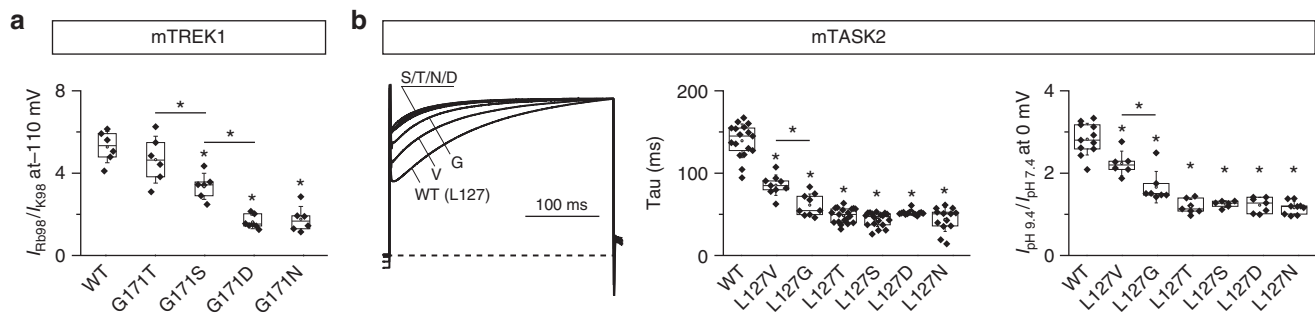 a
mTREK1
I_Rb98/I_K98 at–110 mV
8
4
0
*
*
*
*
*
WT
G171T
G171S
G171D
G171N
b
mTASK2
S/T/N/D
G
V
WT (L127)
100 ms
Tau (ms)
200
100
0
*
*
*
*
*
*
*
WT
L127V
L127G
L127T
L127S
L127D
L127N
I_pH 9.4/I_pH 7.4 at 0 mV
4
2
0
*
*
*
*
*
*
*
WT
L127V
L127G
L127T
L127S
L127D
L127N